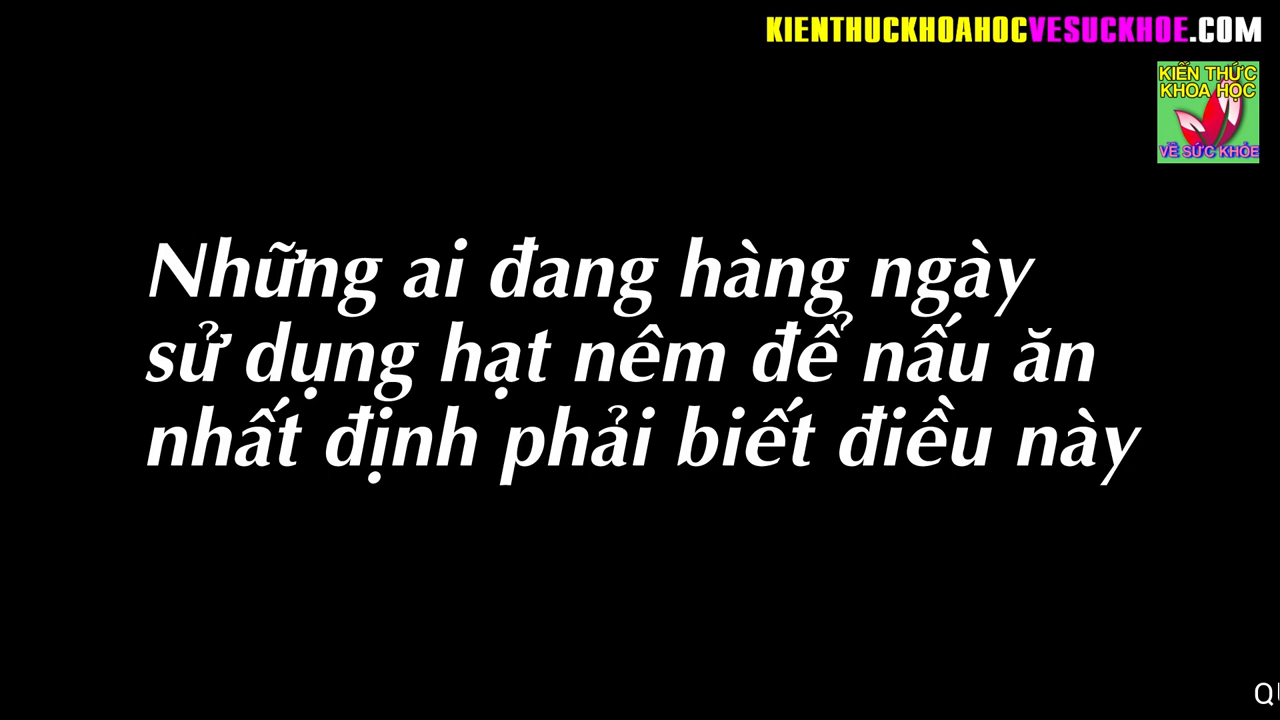 KIENTHUCKHOAHOCVESUCKHOE.COM
KIẾN THỨC
KHOA HỌC
VỀ SỨC KHỎE
Những ai đang hàng ngày
sử dụng hạt nêm để nấu ăn
nhất định phải biết điều này